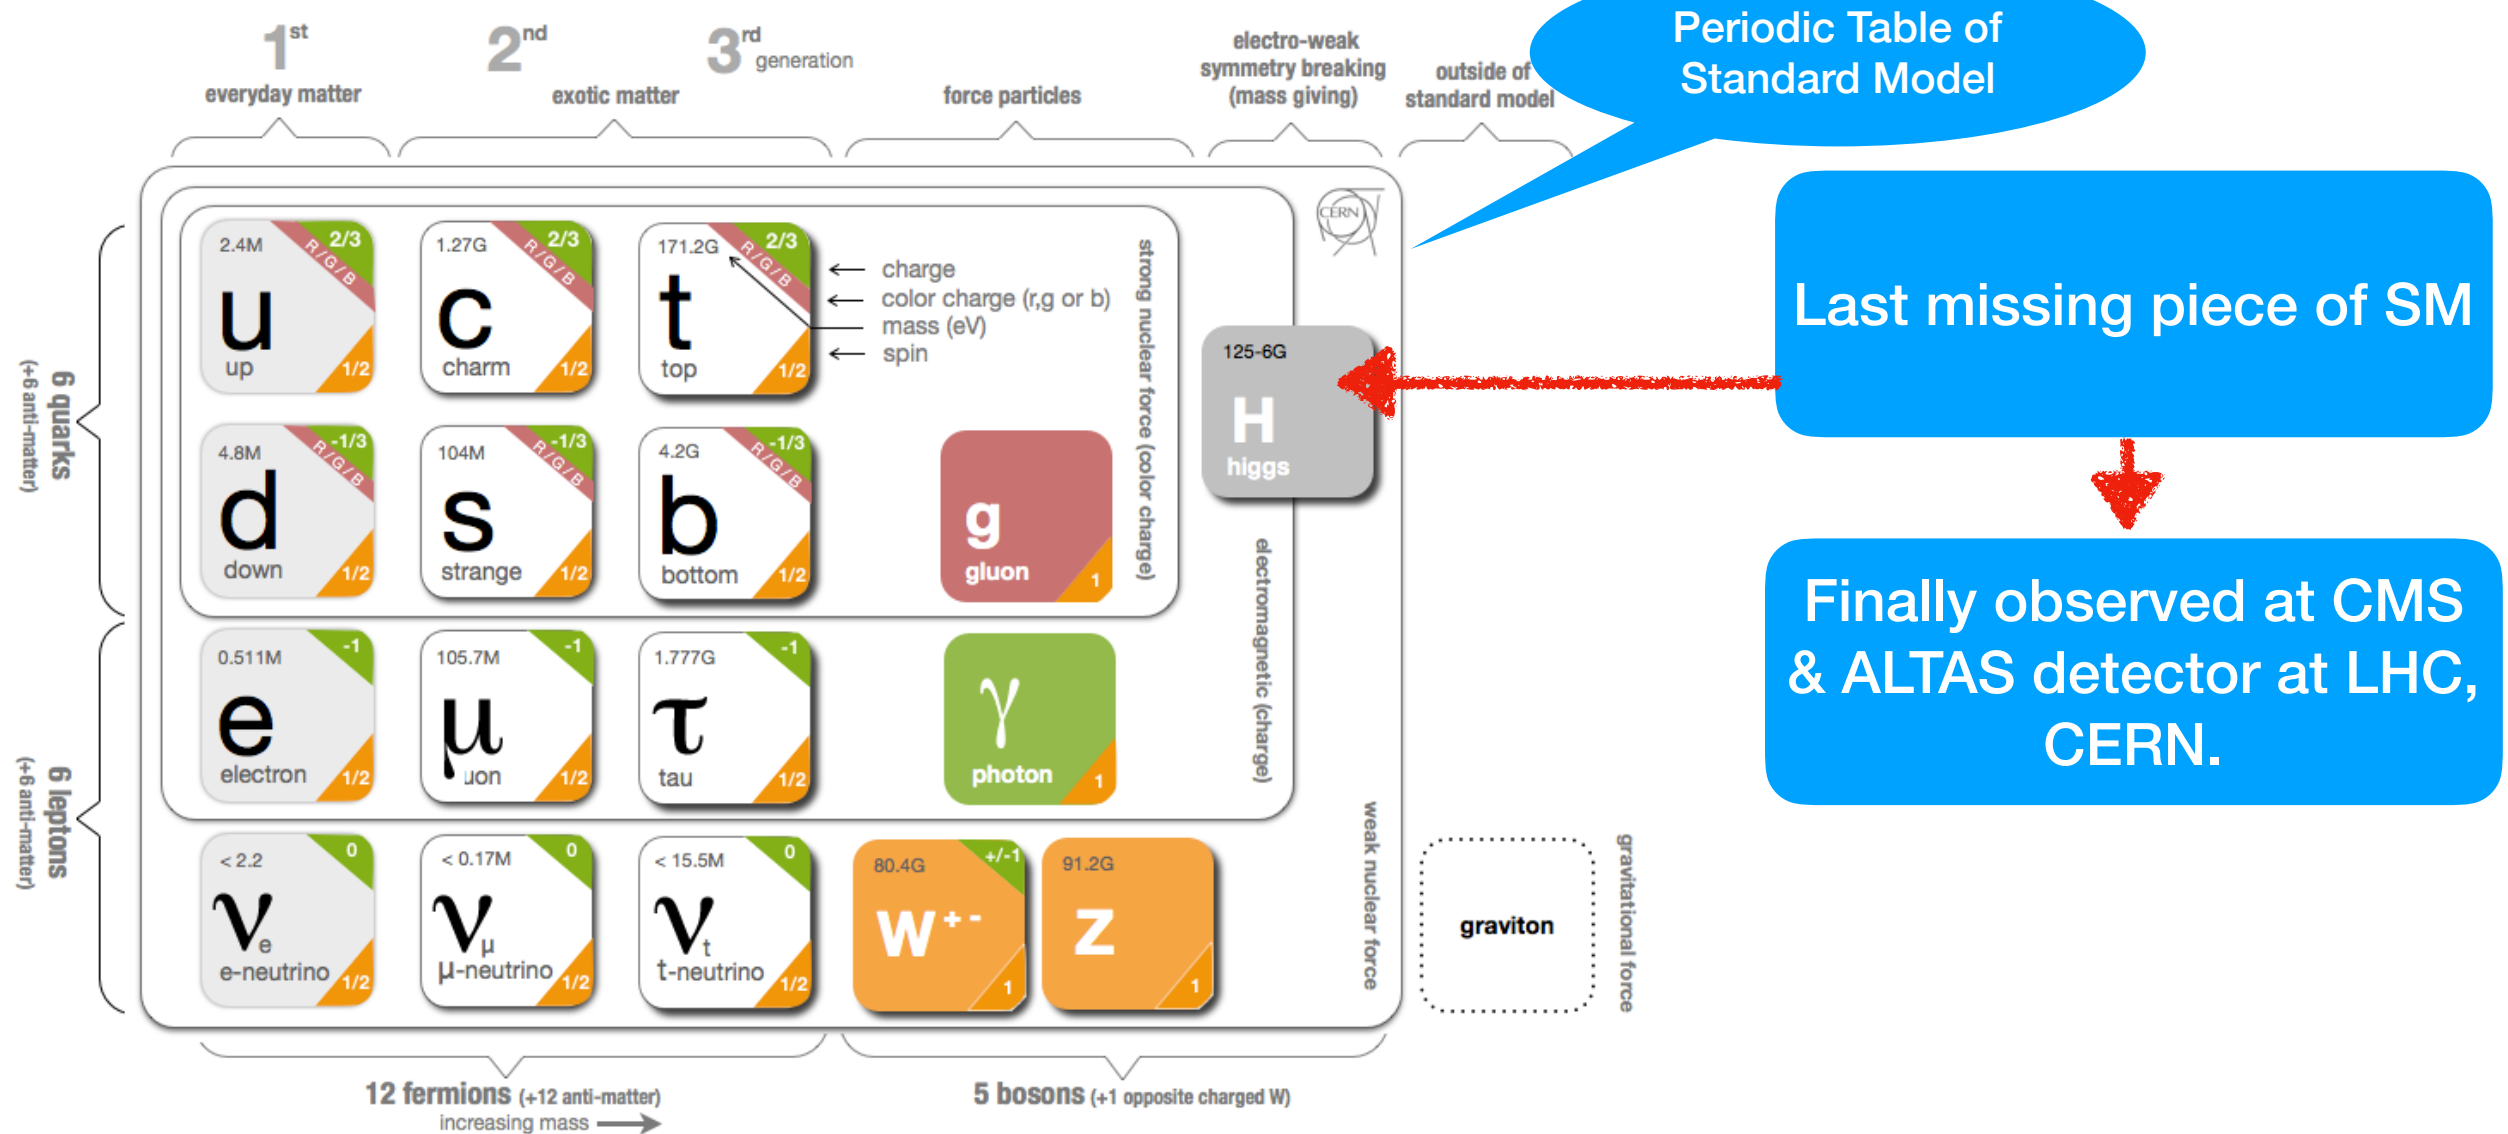 1st
everyday matter
2nd
3rd generation
exotic matter
force particles
electro-weak
symmetry breaking
(mass giving)
outside of
standard model
Periodic Table of
Standard Model
CERN
2.4M
2/3
R/G/B
u
up
1/2
1.27G
2/3
R/G/B
c
charm
1/2
171.2G
2/3
R/G/B
t
top
1/2
charge
color charge (r,g or b)
mass (eV)
spin
strong nuclear force (color charge)
125-6G
H
higgs
Last missing piece of SM
6 quarks
(+6 anti-matter)
4.8M
-1/3
R/G/B
d
down
1/2
104M
-1/3
R/G/B
s
strange
1/2
4.2G
-1/3
R/G/B
b
bottom
1/2
g
gluon
1
electromagnetic (charge)
Finally observed at CMS
& ALTAS detector at LHC,
CERN.
6 leptons
(+6 anti-matter)
0.511M
-1
e
electron
1/2
105.7M
-1
μ
uon
1/2
1.777G
-1
τ
tau
1/2
γ
photon
1
weak nuclear force
< 2.2
0
νe
e-neutrino
1/2
< 0.17M
0
νμ
μ-neutrino
1/2
< 15.5M
0
νt
t-neutrino
1/2
80.4G
+/-1
W+-
1
91.2G
Z
1
graviton
gravitational force
12 fermions (+12 anti-matter)
increasing mass
5 bosons (+1 opposite charged W)